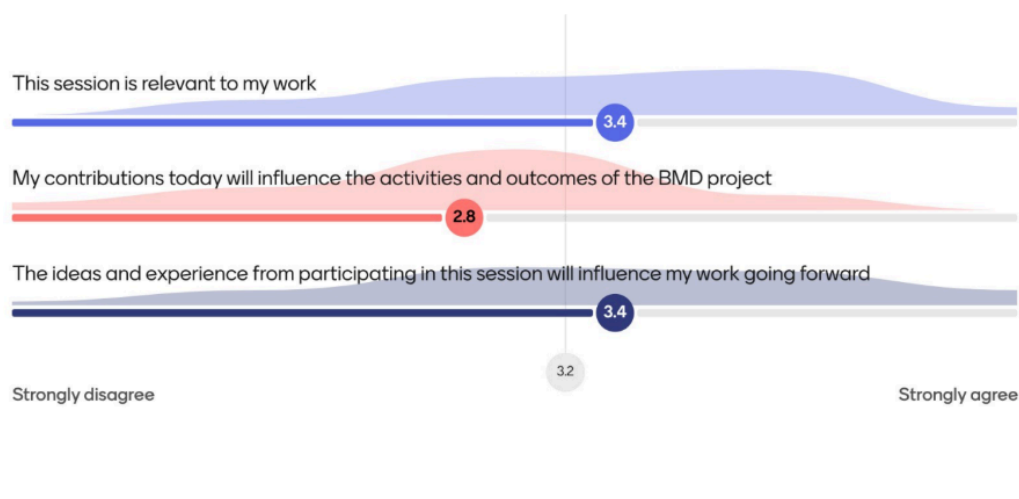 This session is relevant to my work
3.4
My contributions today will influence the activities and outcomes of the BMD project
2.8
The ideas and experience from participating in this session will influence my work going forward
3.4
3.2
Strongly disagree
Strongly agree